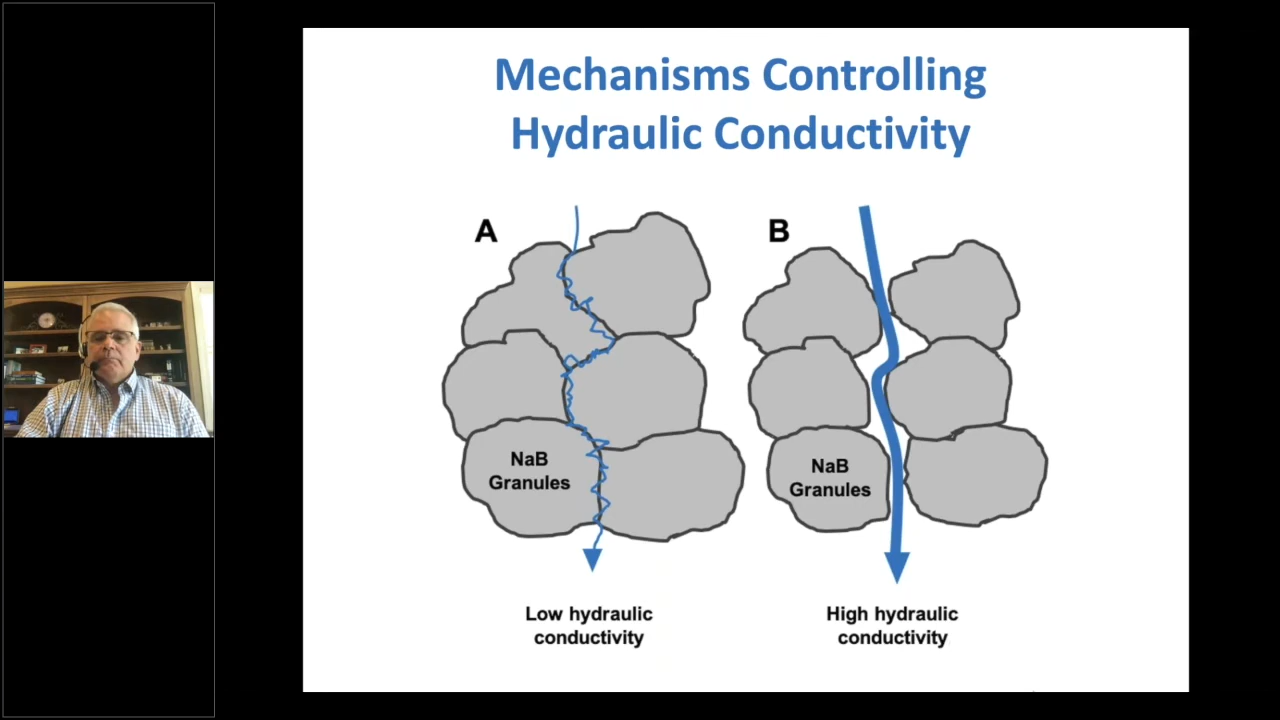 Mechanisms Controlling
Hydraulic Conductivity
A
B
NaB
Granules
NaB
Granules
Low hydraulic
conductivity
High hydraulic
conductivity